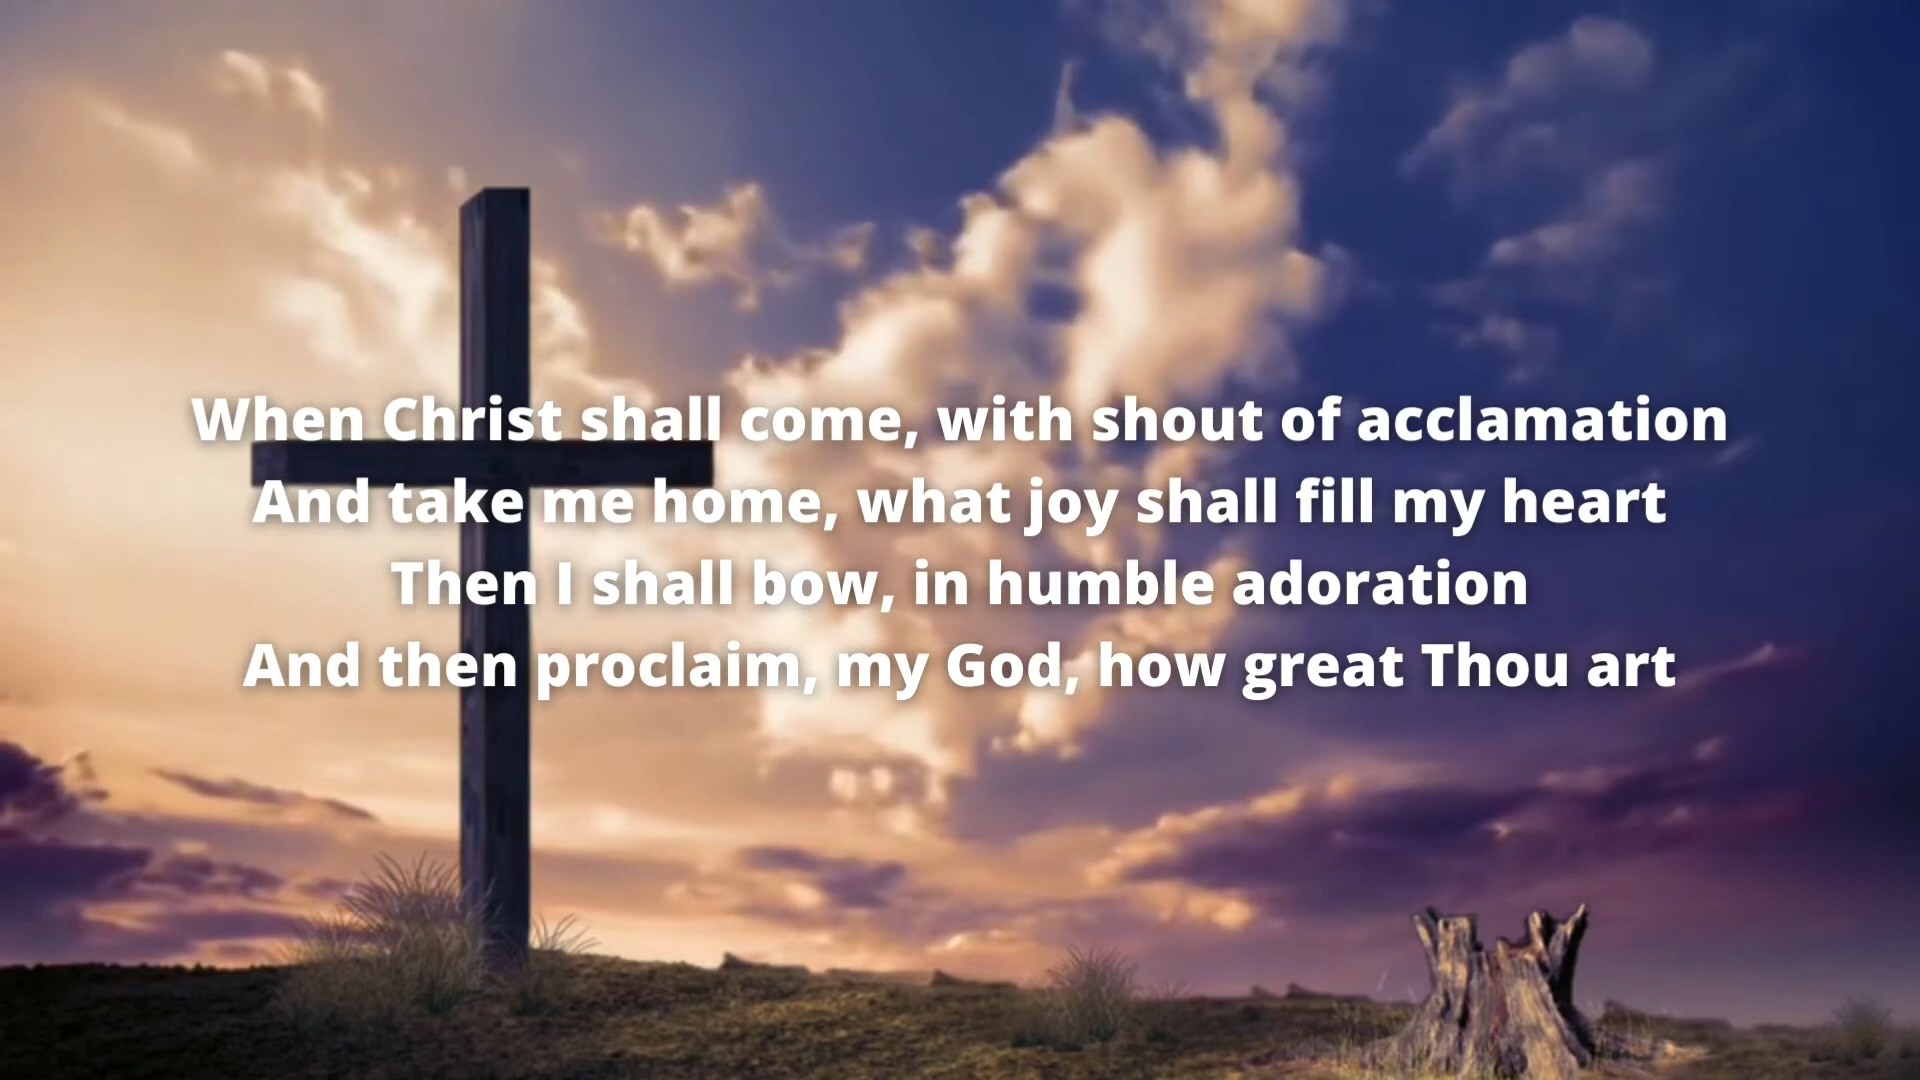 When Christ shall come, with shout of acclamation
And take me home, what joy shall fill my heart
Then I shall bow, in humble adoration
And then proclaim, my God, how great Thou art